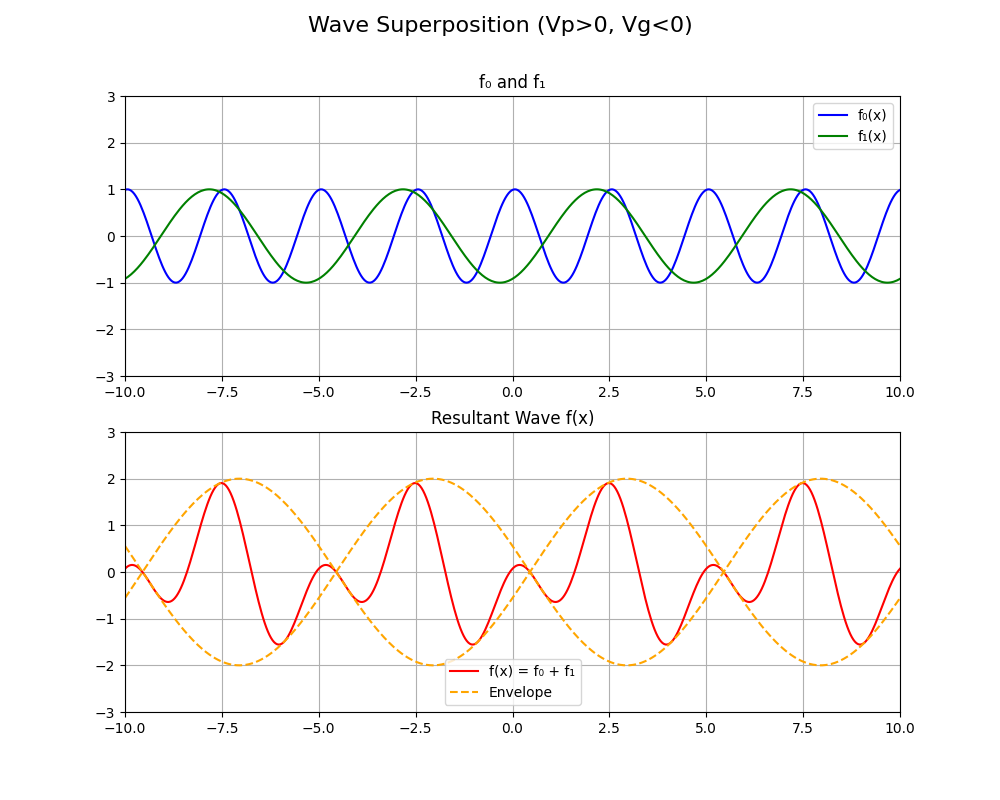 Wave Superposition (Vp>0, Vg<0)
f₀ and f₁
3
2
1
0
−1
−2
−3
f₀(x)
f₁(x)
−10.0 −7.5 −5.0 −2.5 0.0 2.5 5.0 7.5 10.0
Resultant Wave f(x)
3
2
1
0
−1
−2
−3
f(x) = f₀ + f₁
Envelope
−10.0 −7.5 −5.0 −2.5 0.0 2.5 5.0 7.5 10.0